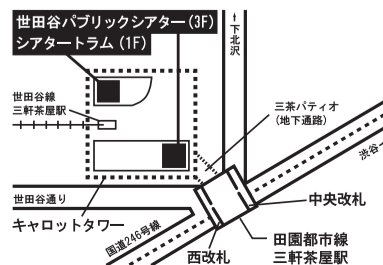 世田谷パブリックシアター(3F)
シアタートラム(1F)
↑下北沢
世田谷線
三軒茶屋駅
三茶パティオ
(地下通路)
渋谷→
世田谷通り
キャロットタワー
国道246号線
中央改札
西改札
田園都市線
三軒茶屋駅